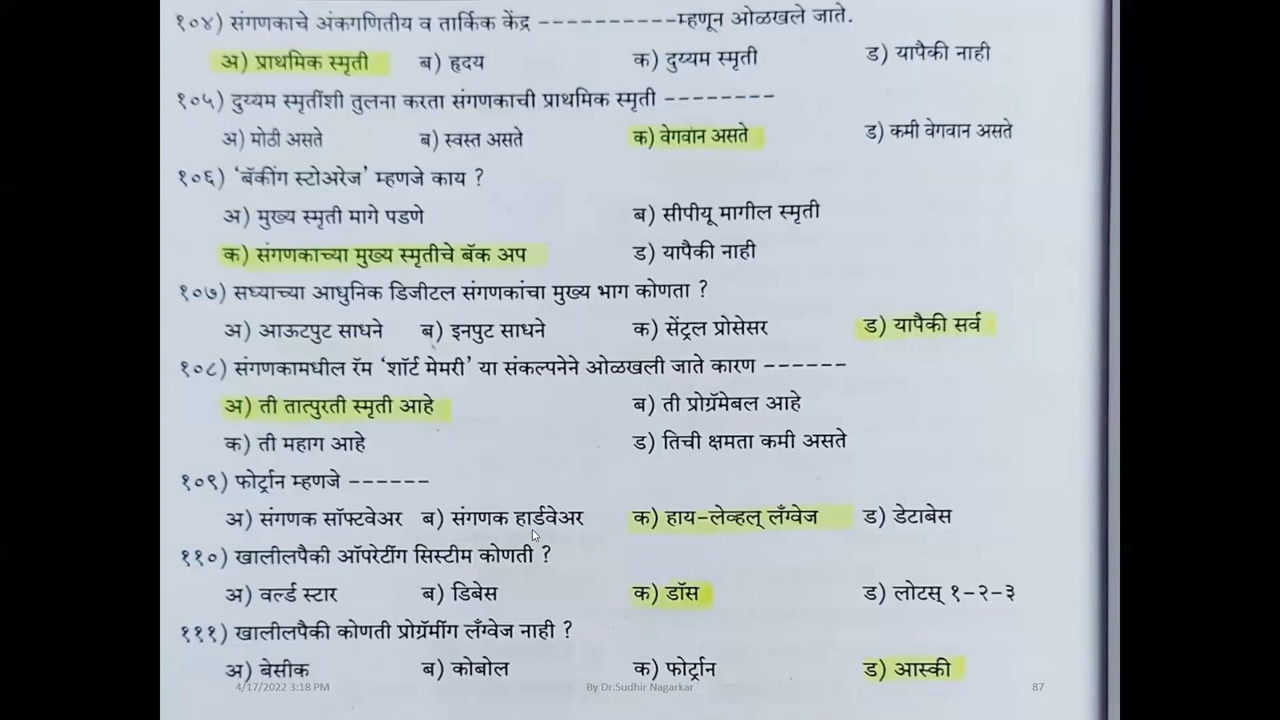 १०४) संगणकाचे अंकगणितीय व तार्किक केंद्र ----------म्हणून ओळखले जाते.
अ) प्राथमिक स्मृती ब) हृदय क) दुय्यम स्मृती ड) यापैकी नाही
१०५) दुय्यम स्मृतींशी तुलना करता संगणकाची प्राथमिक स्मृती --------
अ) मोठी असते ब) स्वस्त असते क) वेगवान असते ड) कमी वेगवान असते
१०६) ‘बॅकींग स्टोअरेज’ म्हणजे काय ?
अ) मुख्य स्मृती मागे पडणे ब) सीपीयू मागील स्मृती
क) संगणकाच्या मुख्य स्मृतीचे बॅक अप ड) यापैकी नाही
१०७) सध्याच्या आधुनिक डिजीटल संगणकांचा मुख्य भाग कोणता ?
अ) आऊटपुट साधने ब) इनपुट साधने क) सेंट्रल प्रोसेसर ड) यापैकी सर्व
१०८) संगणकामधील रॅम ‘शॉर्ट मेमरी’ या संकल्पनेने ओळखली जाते कारण ------
अ) ती तात्पुरती स्मृती आहे ब) ती प्रोग्रॅमेबल आहे
क) ती महाग आहे ड) तिची क्षमता कमी असते
१०९) फोर्ट्रान म्हणजे ------
अ) संगणक सॉफ्टवेअर ब) संगणक हार्डवेअर क) हाय-लेव्हल् लँग्वेज ड) डेटाबेस
११०) खालीलपैकी ऑपरेटींग सिस्टीम कोणती ?
अ) वर्ल्ड स्टार ब) डिबेस क) डॉस ड) लोटस् १-२-३
१११) खालीलपैकी कोणती प्रोग्रॅमींग लँग्वेज नाही ?
अ) बेसीक ब) कोबोल क) फोर्ट्रान ड) आस्की
4/17/2022 3:18 PM By Dr.Sudhir Nagarkar 87